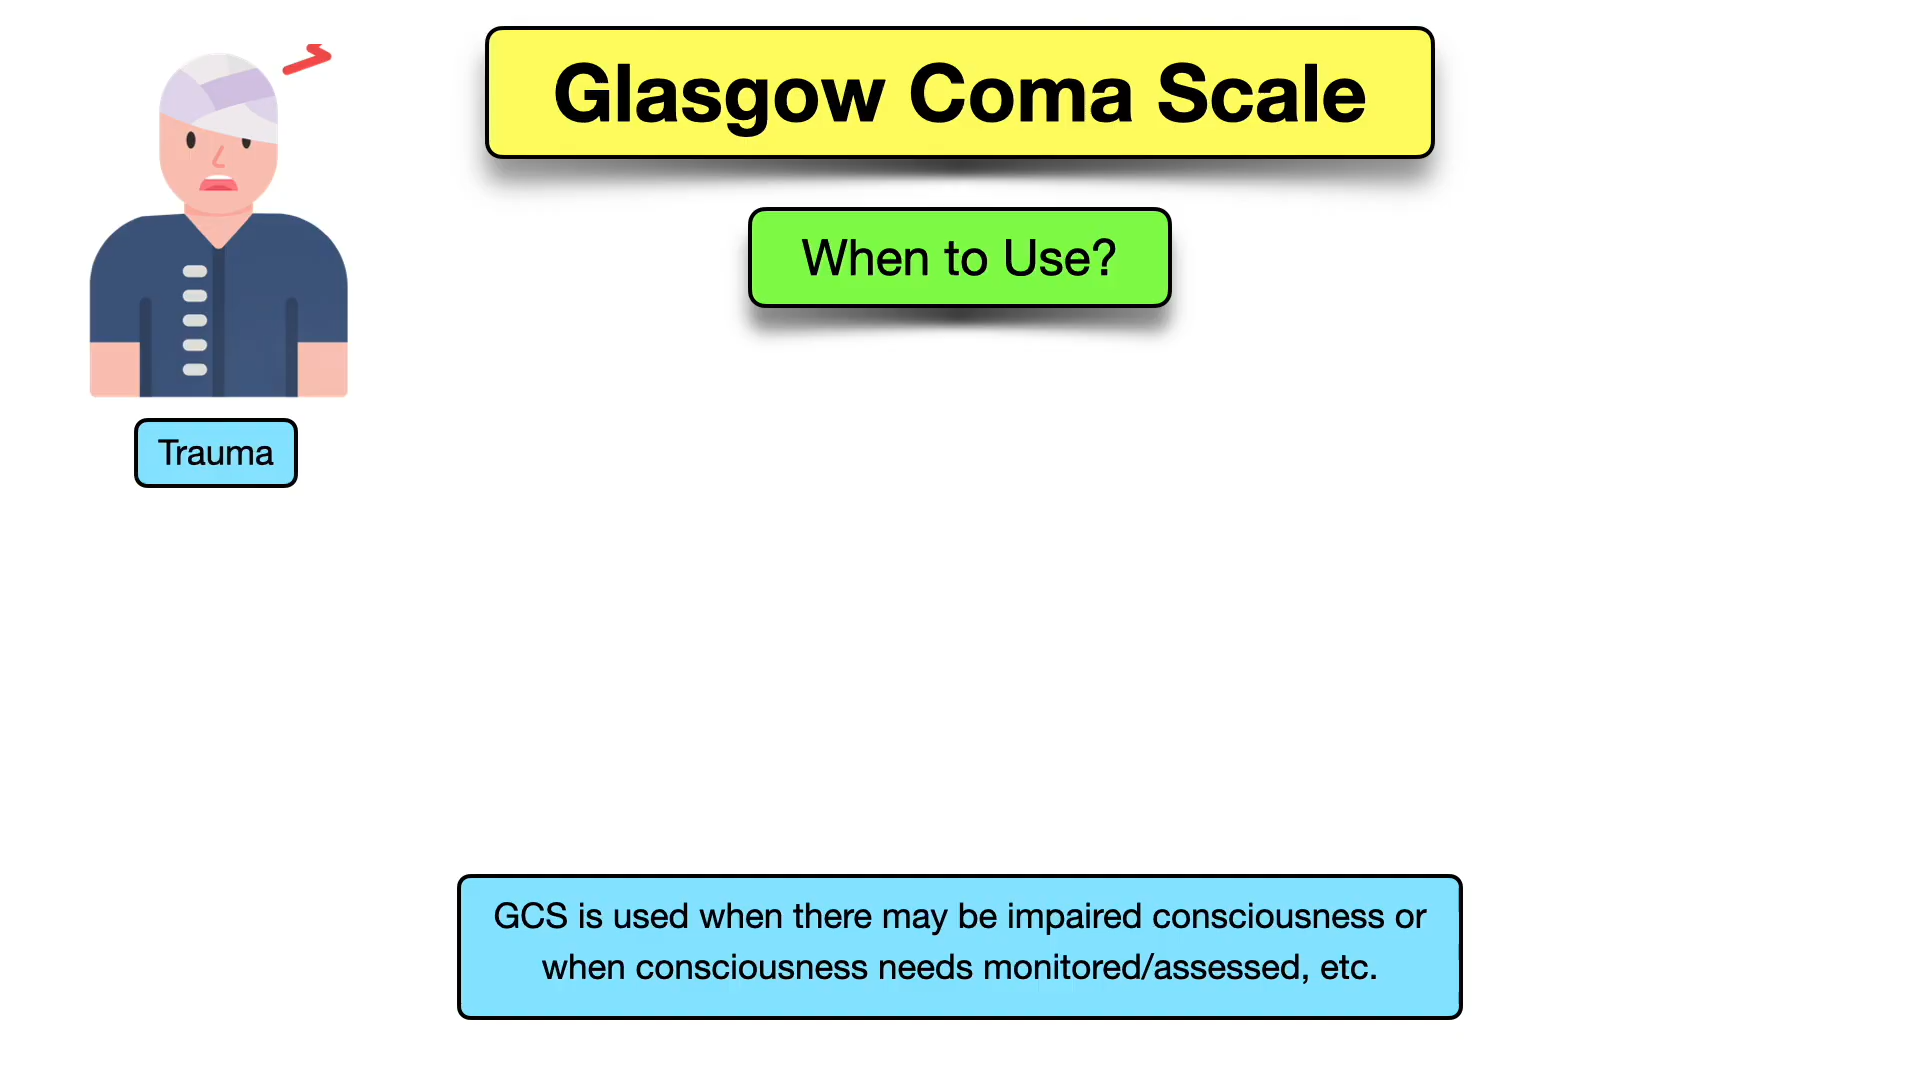 Glasgow Coma Scale
When to Use?
Trauma
GCS is used when there may be impaired consciousness or
when consciousness needs monitored/assessed, etc.